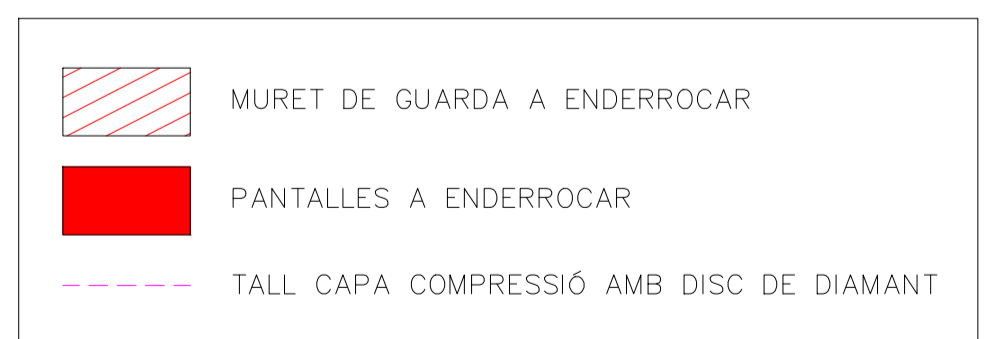 MURET DE GUARDA A ENDERROCAR
PANTALLES A ENDERROCAR
TALL CAPA COMPRESSIÓ AMB DISC DE DIAMANT